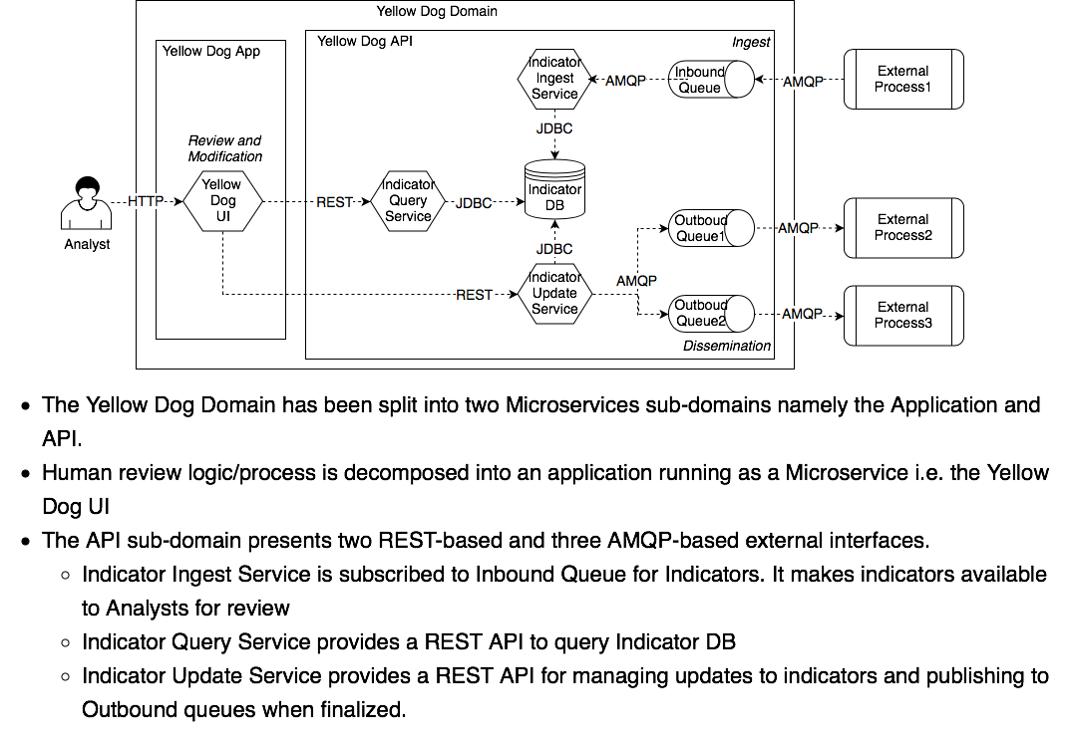 Yellow Dog Domain
Yellow Dog App
Yellow Dog API
Ingest
Indicator
Ingest
Service
AMQP
Inbound
Queue
AMQP
External
Process1
JDBC
Review and
Modification
Analyst
HTTP
Yellow
Dog
UI
REST
Indicator
Query
Service
JDBC
Indicator
DB
Outboud
Queue1
AMQP
External
Process2
JDBC
REST
Indicator
Update
Service
AMQP
Outboud
Queue2
AMQP
External
Process3
Dissemination
• The Yellow Dog Domain has been split into two Microservices sub-domains namely the Application and
API.
• Human review logic/process is decomposed into an application running as a Microservice i.e. the Yellow
Dog UI
• The API sub-domain presents two REST-based and three AMQP-based external interfaces.
○ Indicator Ingest Service is subscribed to Inbound Queue for Indicators. It makes indicators available
to Analysts for review
○ Indicator Query Service provides a REST API to query Indicator DB
○ Indicator Update Service provides a REST API for managing updates to indicators and publishing to
Outbound queues when finalized.